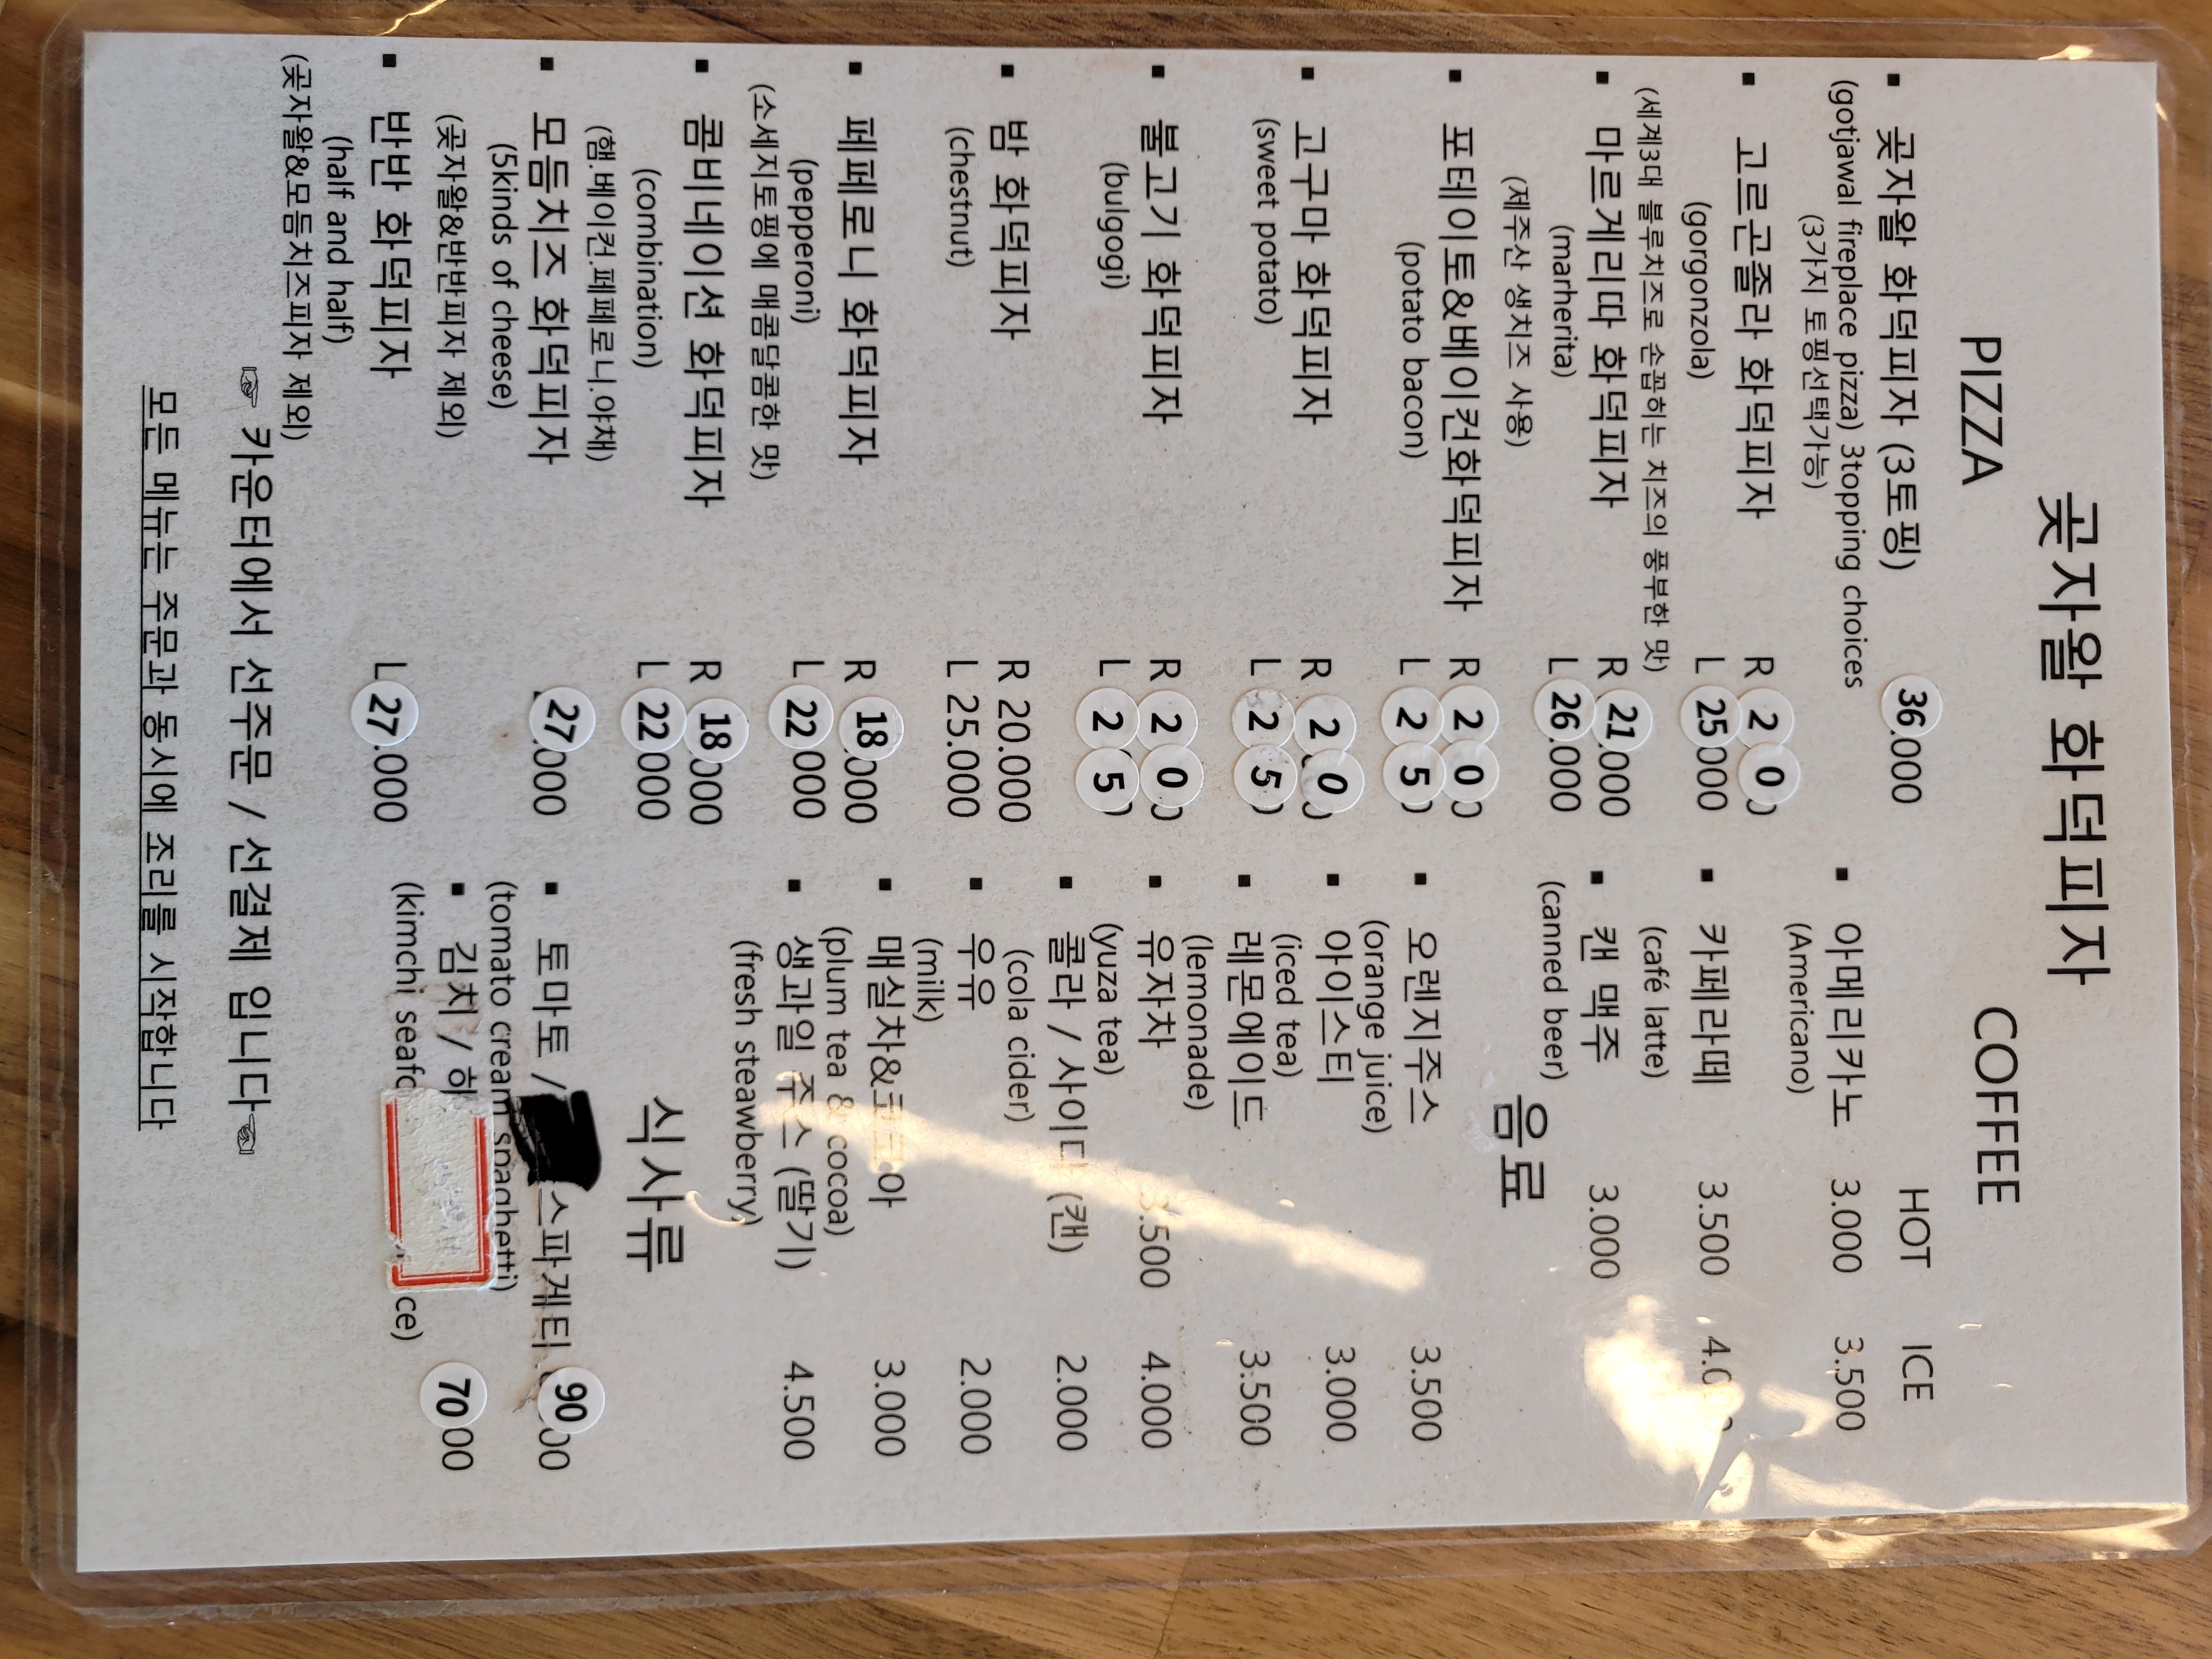 곶자왈 화덕피자
PIZZA
▪ 곶자왈 화덕피자 (3토핑) 36.000
(gotjawal fireplace pizza) 3topping choices
(3가지 토핑선택가능)
▪ 고르곤졸라 화덕피자 R 20
(gorgonzola) L 25000
(세계3대 블루치즈로 손꼽히는 치즈의 풍부한 맛)
▪ 마르게리따 화덕피자 R 21.000
(marherita) L 26.000
(제주산 생치즈 사용)
▪ 포테이토&베이컨화덕피자 R 20
(potato bacon) L 25
▪ 고구마 화덕피자 R 20
(sweet potato) L 25
▪ 불고기 화덕피자 R 20
(bulgogi) L 25
▪ 밤 화덕피자 R 20.000
(chestnut) L 25.000
▪ 페페로니 화덕피자 R 18.000
(pepperoni) L 22.000
(소세지토핑에 매콤달콤한 맛)
▪ 콤비네이션 화덕피자 R 18.000
(combination) L 22.000
(햄.베이컨.페페로니.야채)
▪ 모듬치즈 화덕피자 27.000
(5kinds of cheese)
(곶자왈&반반피자 제외)
▪ 반반 화덕피자 L 27.000
(half and half)
(곶자왈&모듬치즈피자 제외)
COFFEE
HOT ICE
▪ 아메리카노 3.000 3.500
(Americano)
▪ 카페라떼 3.500
(café latte)
▪ 캔 맥주 3.000
(canned beer)
음료
▪ 오렌지주스 3.500
(orange juice)
▪ 아이스티 3.000
(iced tea)
▪ 레몬에이드 3.500
(lemonade)
▪ 유자차 3.500 4.000
(yuza tea)
▪ 콜라 / 사이다 (캔) 2.000
(cola cider)
▪ 우유 2.000
(milk)
▪ 매실차&코코아 3.000
(plum tea & cocoa)
▪ 생과일 주스 (딸기) 4.500
(fresh steawberry)
식사류
▪ 토마토 / 스파게티 9000
(tomato cream spaghetti)
▪ 김치 / 7000
(kimchi
☞ 카운터에서 선주문 / 선결제 입니다☜
모든 메뉴는 주문과 동시에 조리를 시작합니다